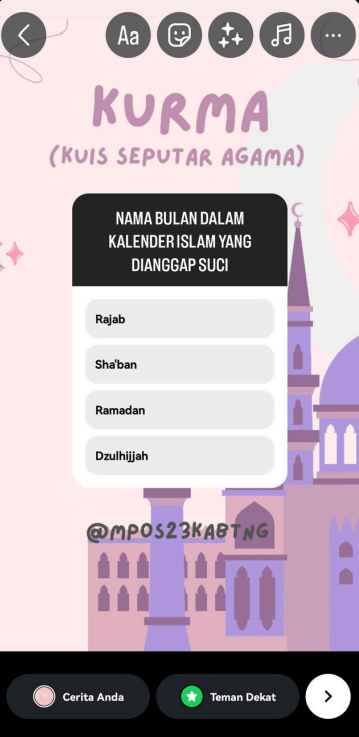 Aa
KURMA
(KUIS SEPUTAR AGAMA)
NAMA BULAN DALAM
KALENDER ISLAM YANG
DIANGGAP SUCI
Rajab
Sha'ban
Ramadan
Dzulhijjah
@MPOS23KABTNG
Cerita Anda
Teman Dekat